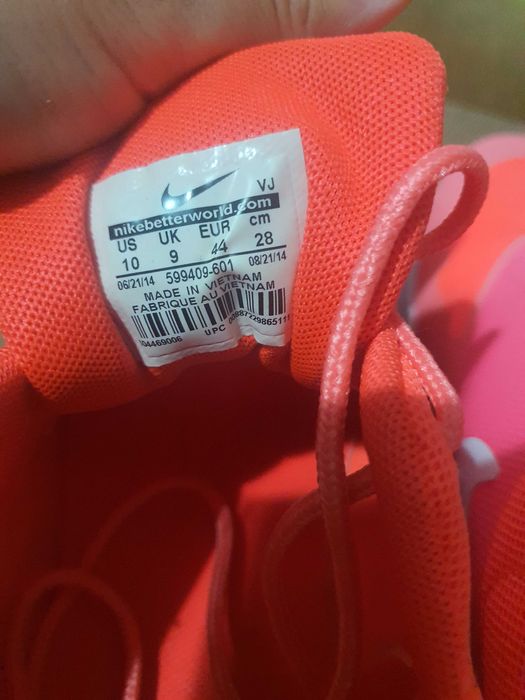 VJ
nikebetterworld.com
US UK EUR cm
10 9 44 28
06/21/14 599409-601 08/21/14
MADE IN VIETNAM
FABRIQUE AU VIETNAM
UPC